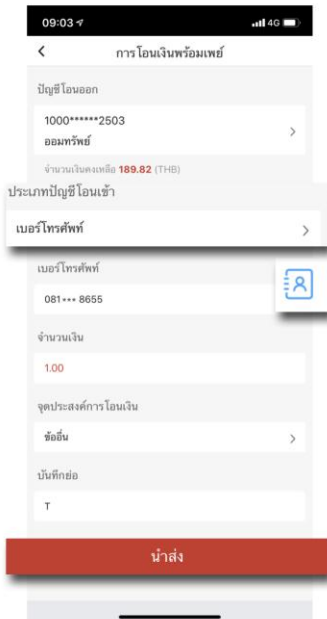 09:03
4G
การโอนเงินพร้อมเพย์
บัญชีโอนออก
1000******2503
ออมทรัพย์
จำนวนเงินคงเหลือ 189.82 (THB)
ประเภทบัญชีโอนเข้า
เบอร์โทรศัพท์
เบอร์โทรศัพท์
081*** 8655
จำนวนเงิน
1.00
จุดประสงค์การโอนเงิน
ข้ออื่น
บันทึกย่อ
T
นำส่ง